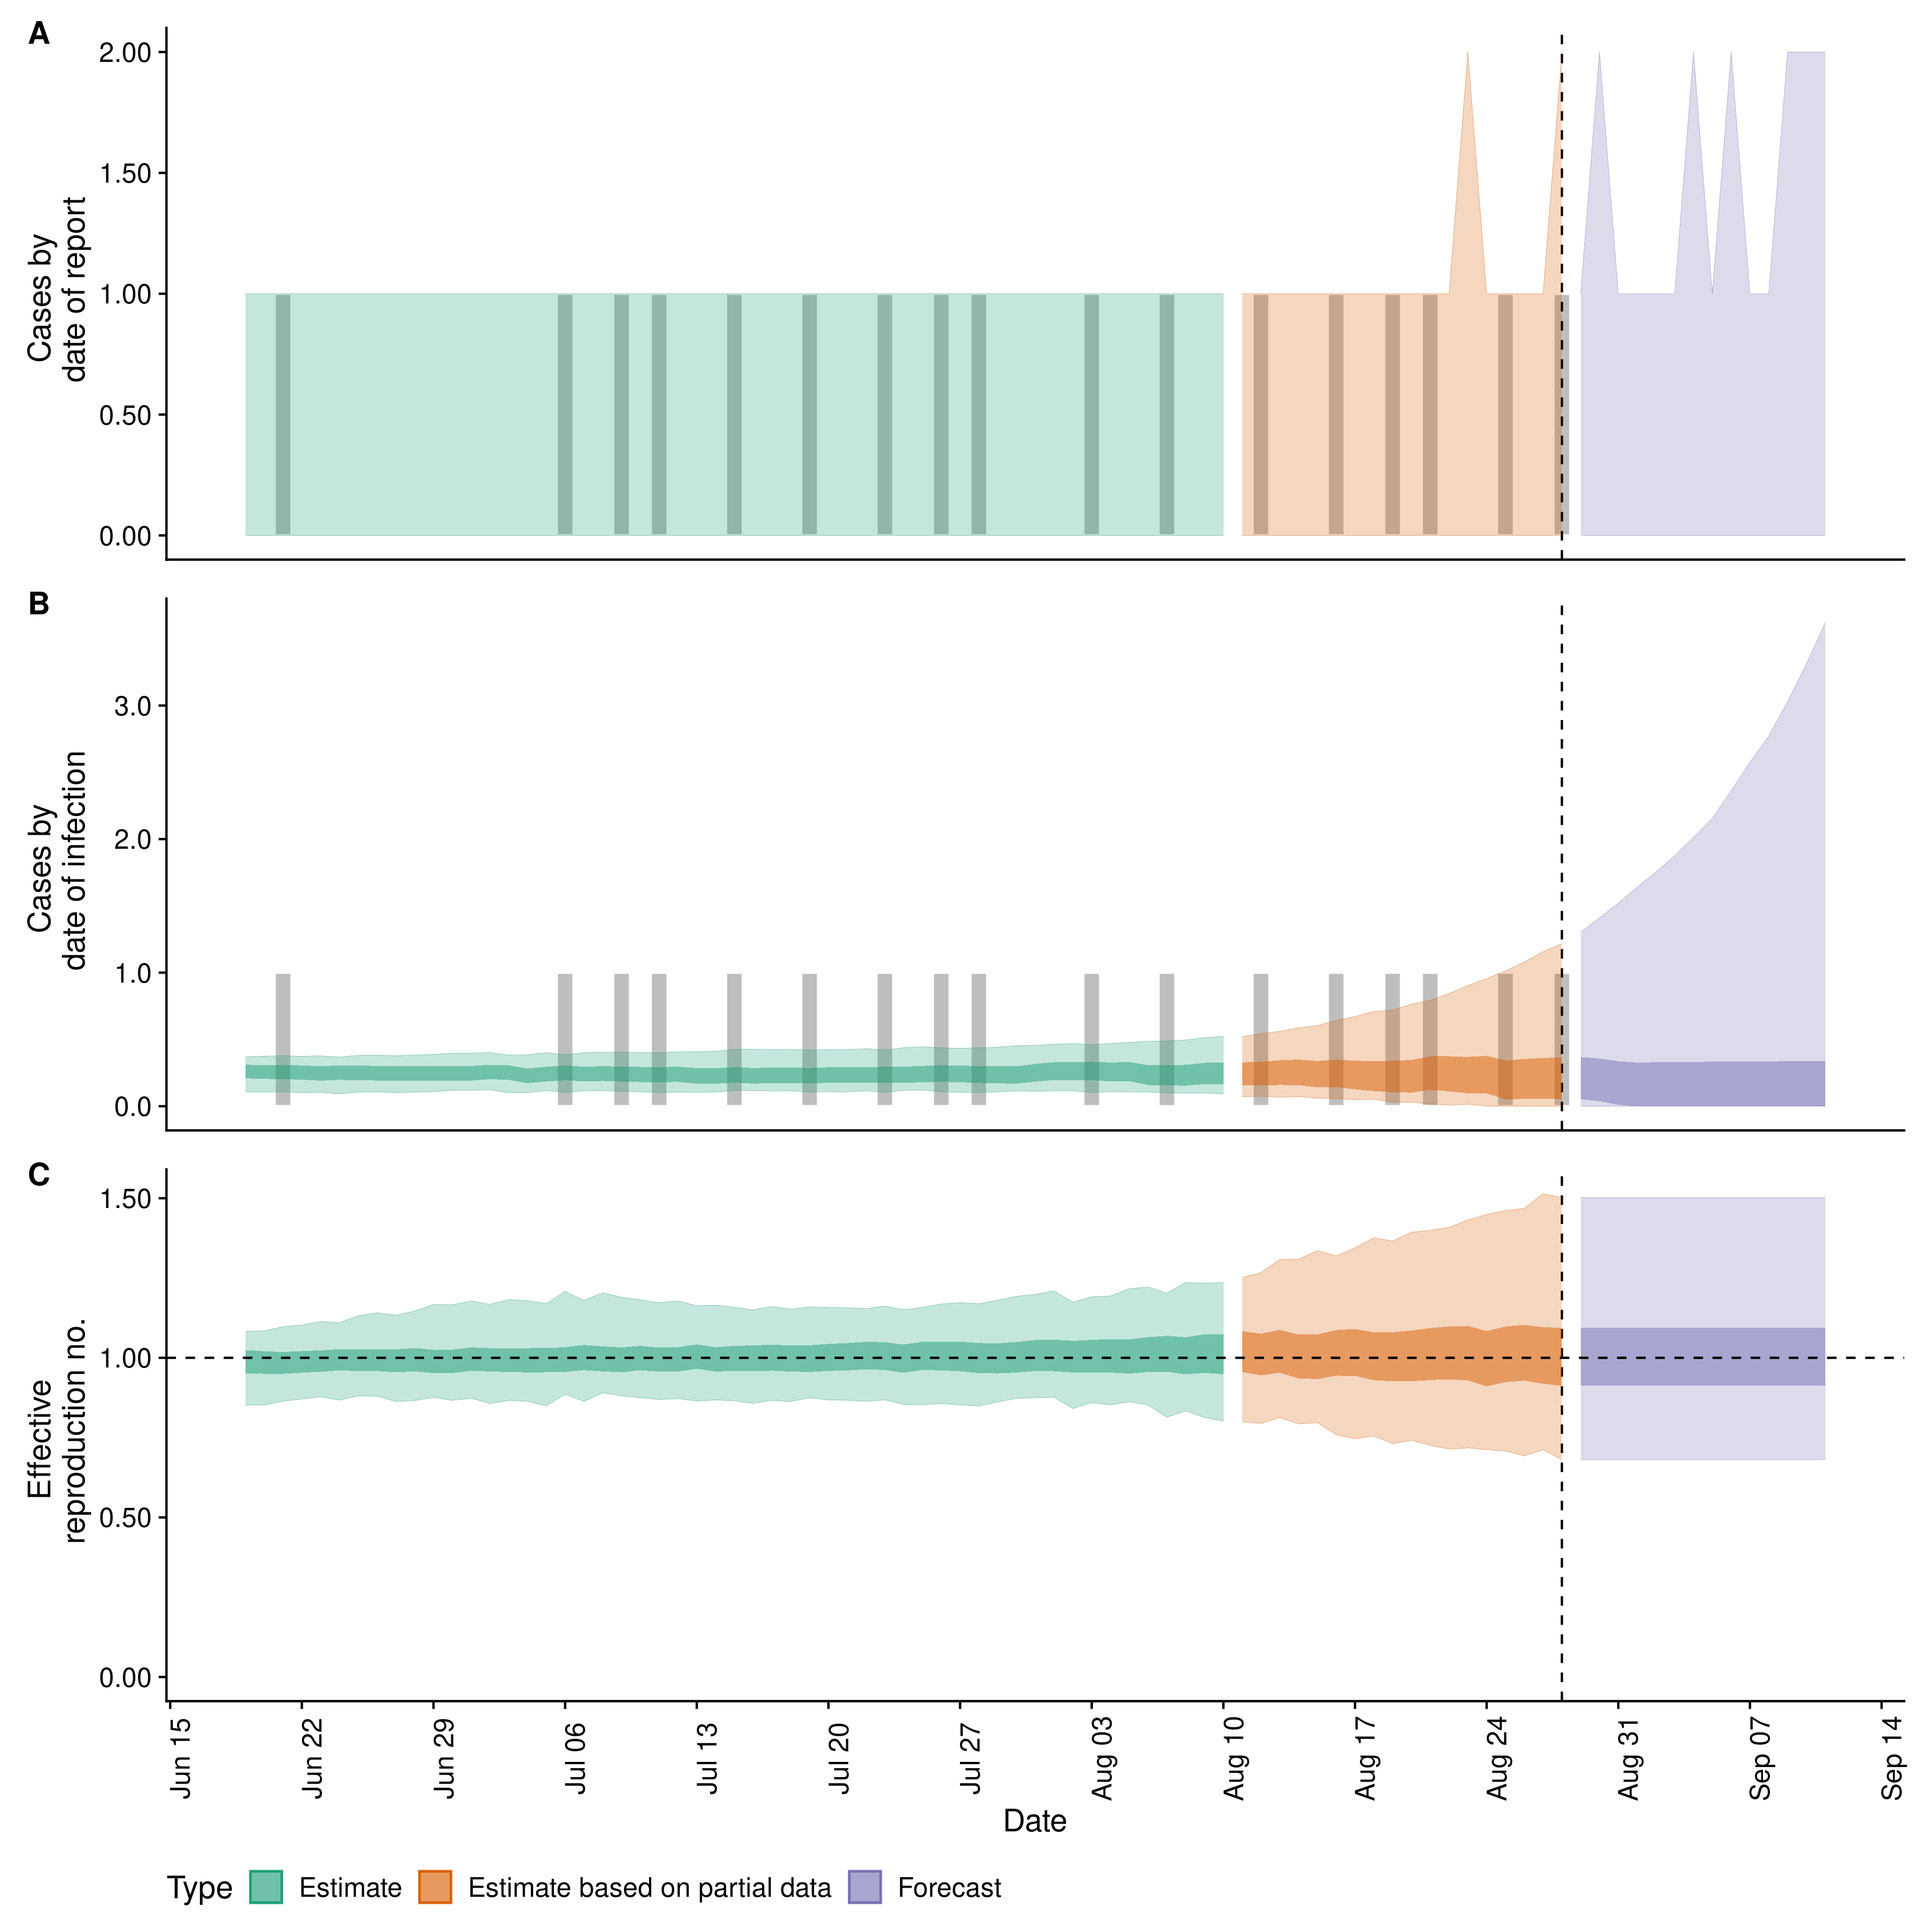 A
2.00
1.50
1.00
0.50
0.00
Cases by
date of report
B
3.0
2.0
1.0
0.0
Cases by
date of infection
C
1.50
1.00
0.50
0.00
Effective
reproduction no.
Jun 15
Jun 22
Jun 29
Jul 06
Jul 13
Jul 20
Jul 27
Aug 03
Aug 10
Aug 17
Aug 24
Aug 31
Sep 07
Sep 14
Date
Type Estimate Estimate based on partial data Forecast